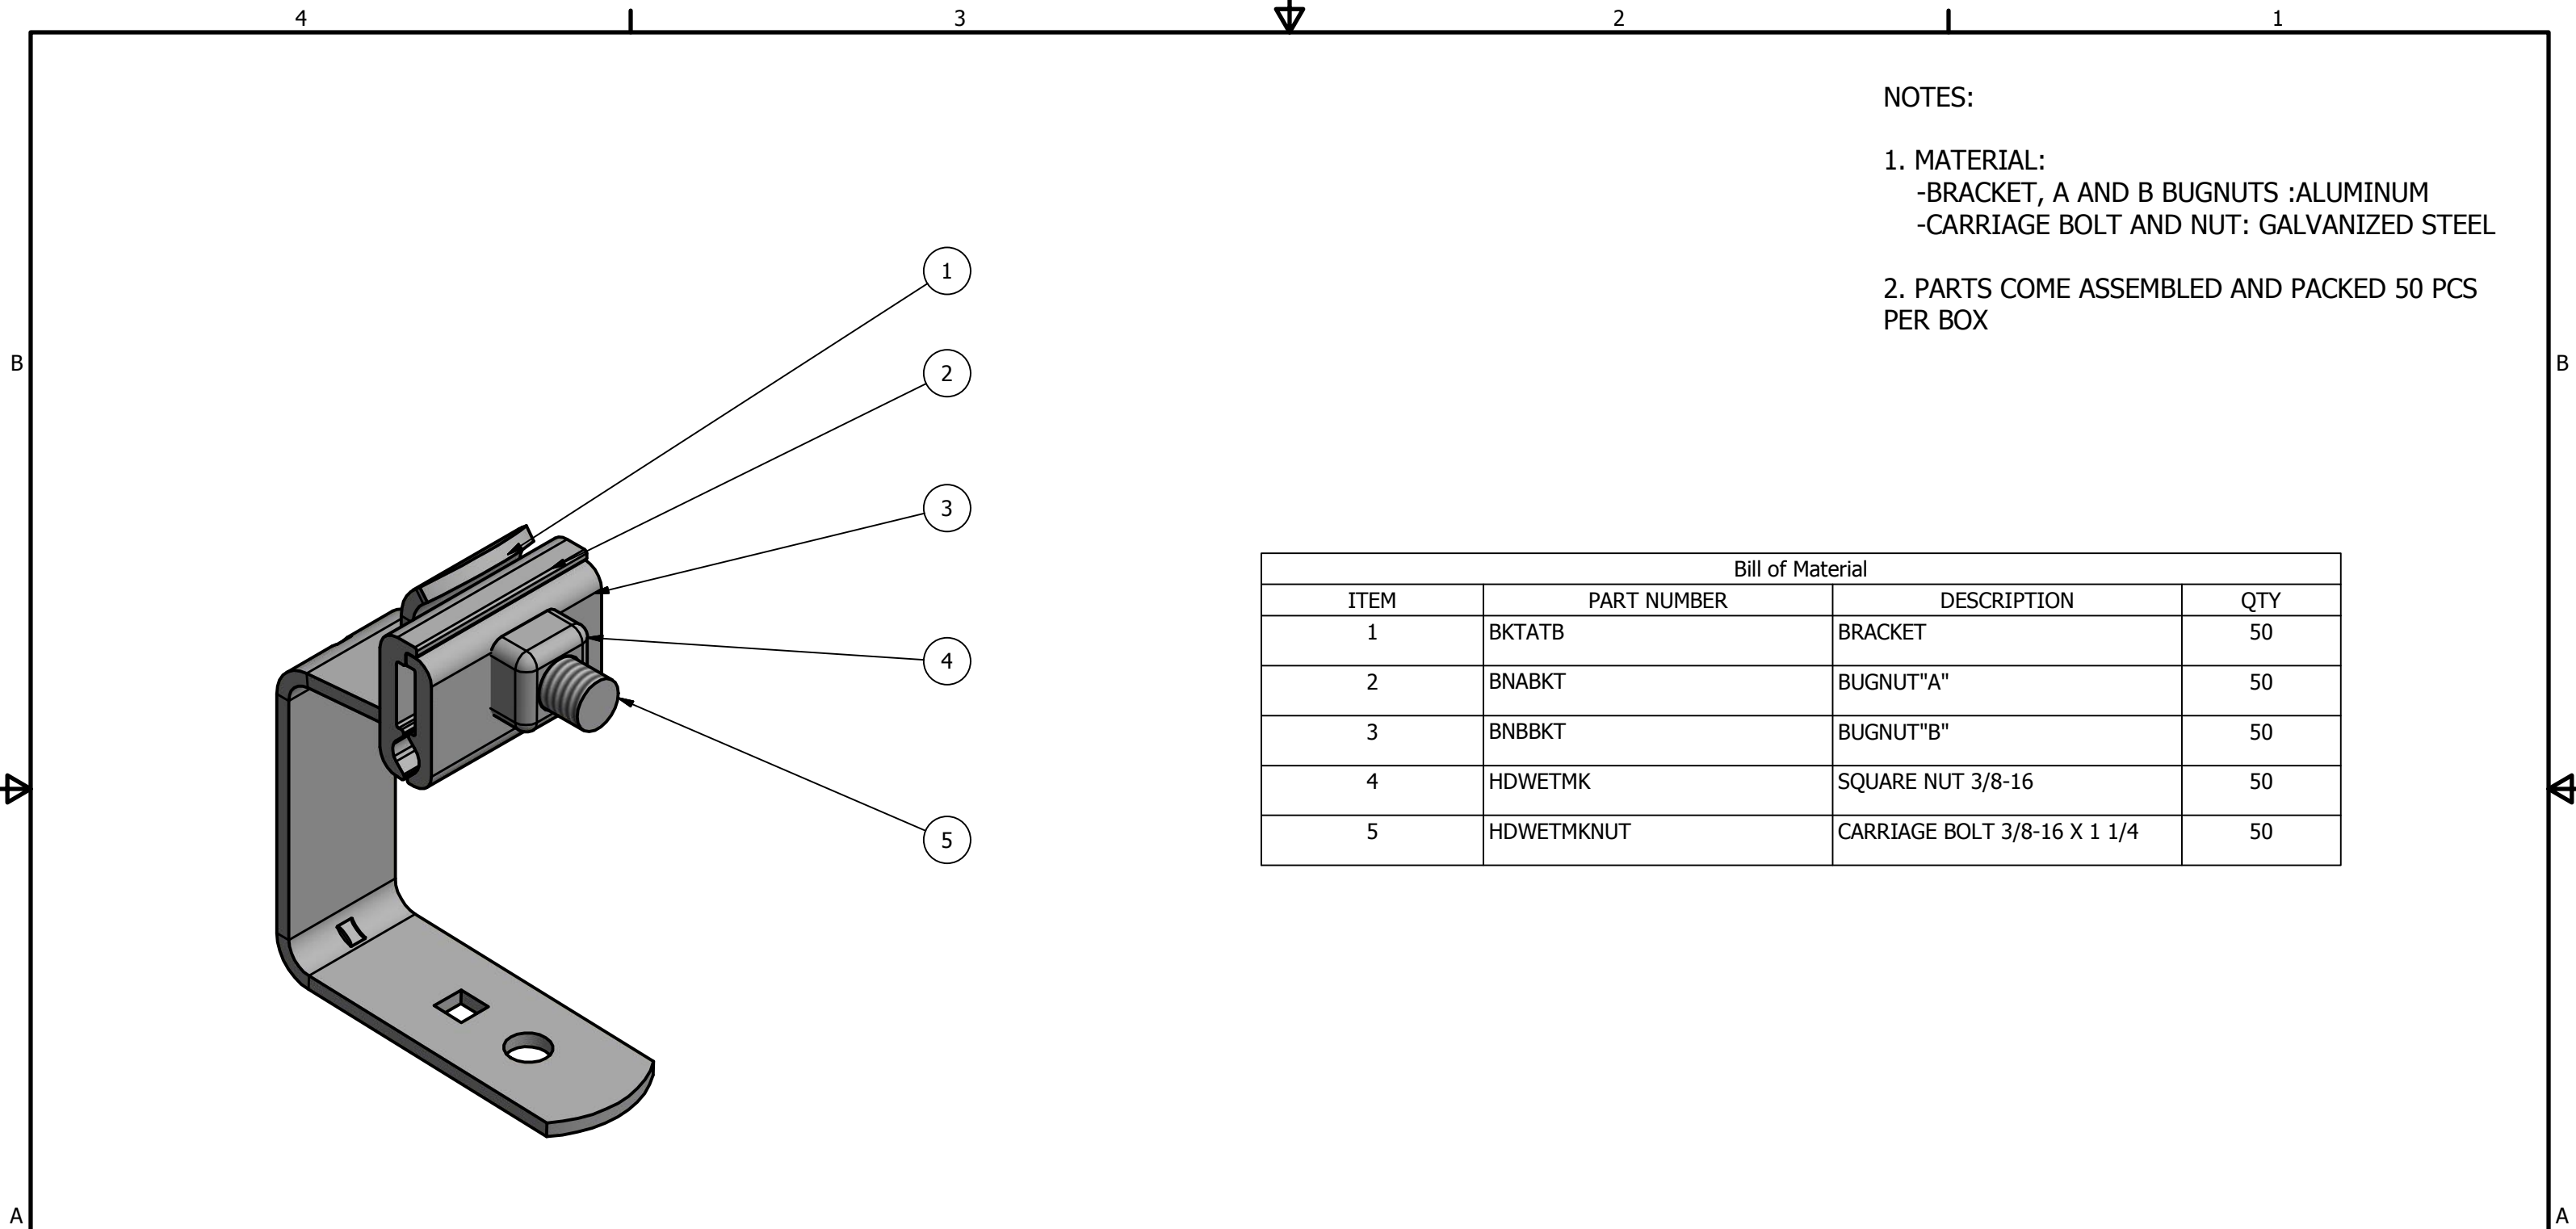 4 3 2 1
NOTES:
1. MATERIAL:
-BRACKET, A AND B BUGNUTS :ALUMINUM
-CARRIAGE BOLT AND NUT: GALVANIZED STEEL
2. PARTS COME ASSEMBLED AND PACKED 50 PCS
PER BOX
B B
1
2
3
4
5
Bill of Material
ITEM PART NUMBER DESCRIPTION QTY
1 BKTATB BRACKET 50
2 BNABKT BUGNUT"A" 50
3 BNBBKT BUGNUT"B" 50
4 HDWETMK SQUARE NUT 3/8-16 50
5 HDWETMKNUT CARRIAGE BOLT 3/8-16 X 1 1/4 50
A A